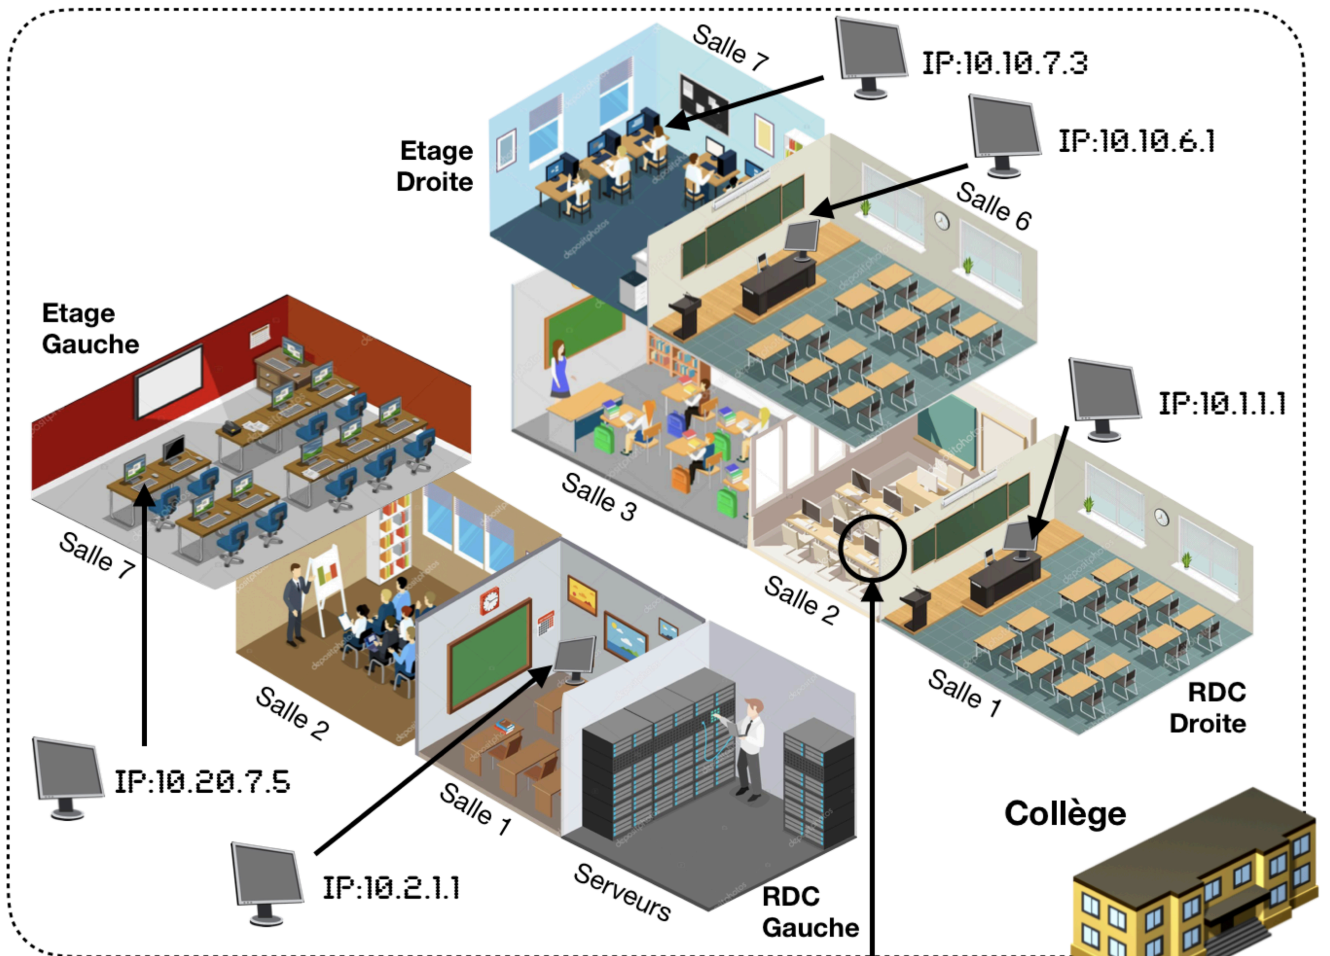 Salle 7
IP:10.10.7.3
Etage
Droite
IP:10.10.6.1
Salle 6
Etage
Gauche
IP:10.1.1.1
Salle 3
Salle 7
Salle 2
Salle 1
RDC
Droite
Salle 2
IP:10.20.7.5
Salle 1
Collège
IP:10.2.1.1
Serveurs
RDC
Gauche
depositphotos